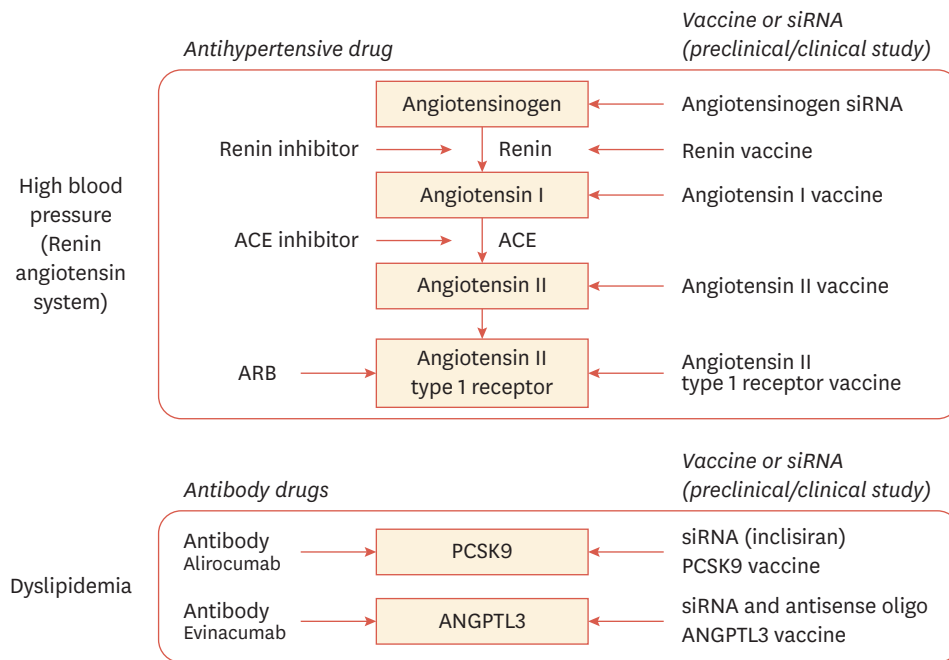 Antihypertensive drug
Vaccine or siRNA
(preclinical/clinical study)
High blood
pressure
(Renin
angiotensin
system)
Angiotensinogen
Angiotensinogen siRNA
Renin inhibitor
Renin
Renin vaccine
Angiotensin I
Angiotensin I vaccine
ACE inhibitor
ACE
Angiotensin II
Angiotensin II vaccine
ARB
Angiotensin II
type 1 receptor
Angiotensin II
type 1 receptor vaccine
Antibody drugs
Vaccine or siRNA
(preclinical/clinical study)
Dyslipidemia
Antibody
Alirocumab
PCSK9
siRNA (inclisiran)
PCSK9 vaccine
Antibody
Evinacumab
ANGPTL3
siRNA and antisense oligo
ANGPTL3 vaccine